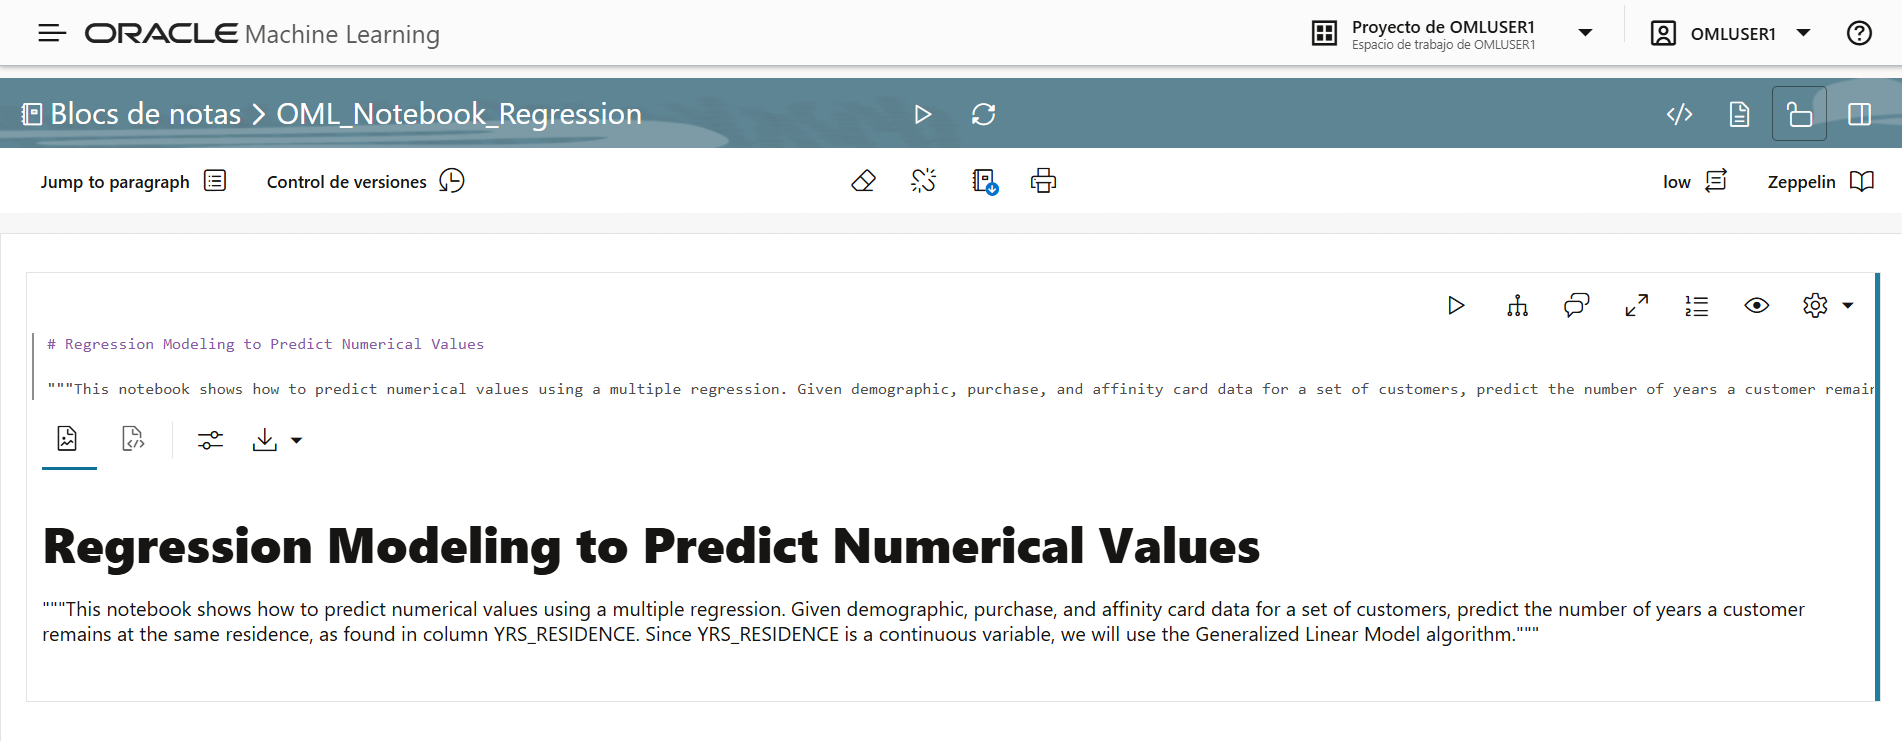 ORACLE Machine Learning
Proyecto de OMLUSER1
Espacio de trabajo de OMLUSER1
OMLUSER1
Blocs de notas > OML_Notebook_Regression
Jump to paragraph
Control de versiones
low
Zeppelin
# Regression Modeling to Predict Numerical Values
"""This notebook shows how to predict numerical values using a multiple regression. Given demographic, purchase, and affinity card data for a set of customers, predict the number of years a customer remain
Regression Modeling to Predict Numerical Values
"""This notebook shows how to predict numerical values using a multiple regression. Given demographic, purchase, and affinity card data for a set of customers, predict the number of years a customer
remains at the same residence, as found in column YRS_RESIDENCE. Since YRS_RESIDENCE is a continuous variable, we will use the Generalized Linear Model algorithm."""